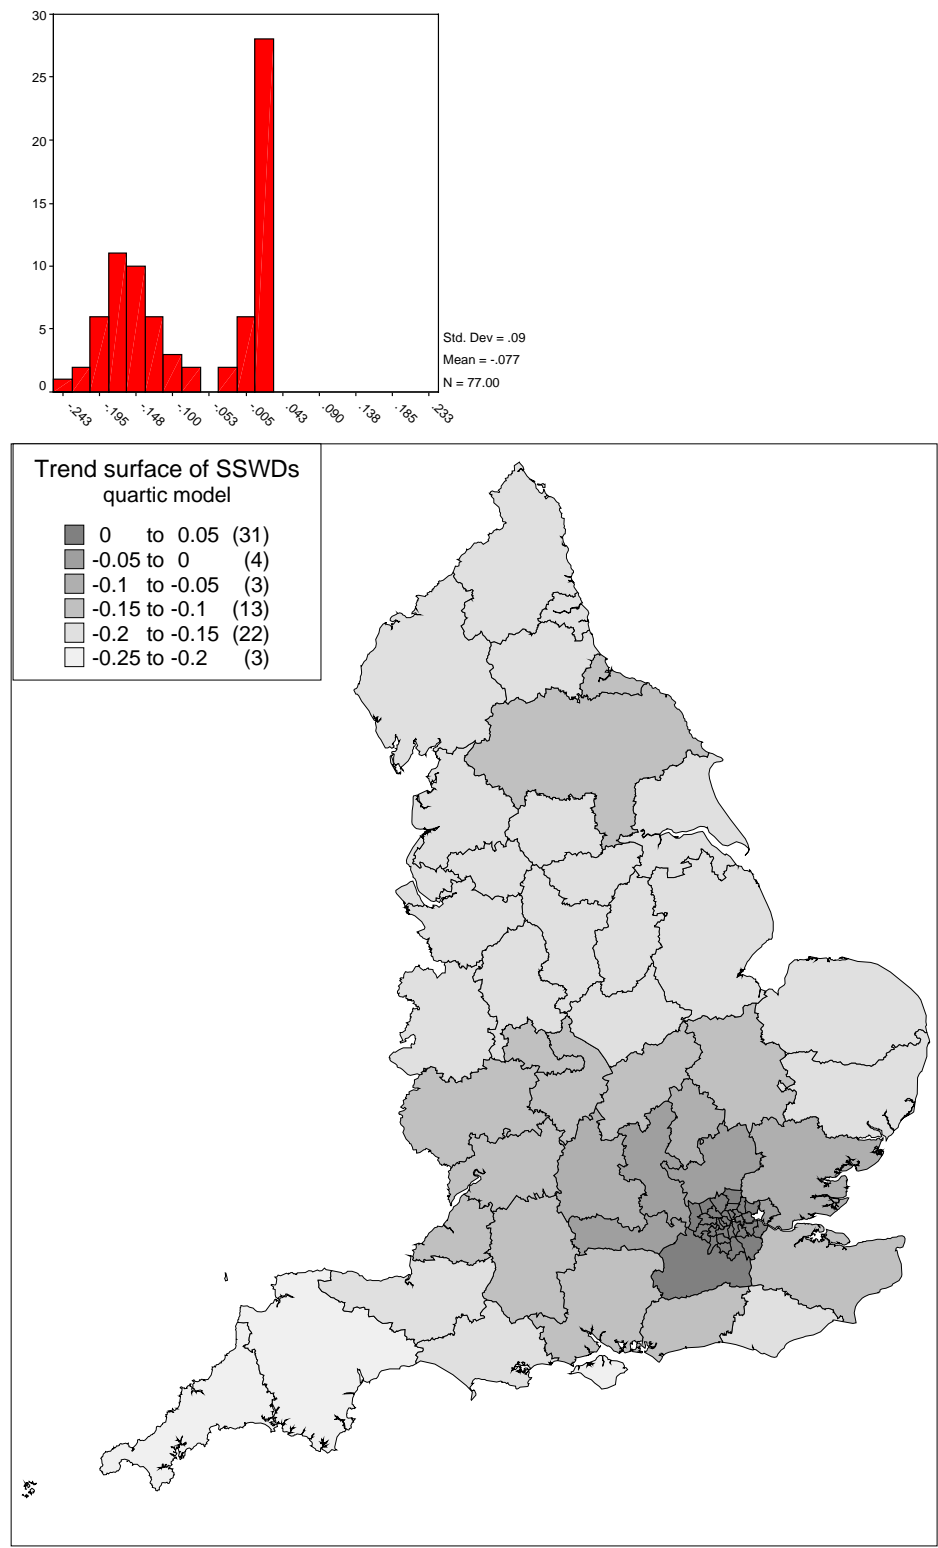 30
25
20
15
10
5
0
-.243
-.195
-.148
-.100
-.053
-.005
.043
.090
.138
.185
.233
Std. Dev = .09
Mean = -.077
N = 77.00
Trend surface of SSWDs
quartic model
0 to 0.05 (31)
-0.05 to 0 (4)
-0.1 to -0.05 (3)
-0.15 to -0.1 (13)
-0.2 to -0.15 (22)
-0.25 to -0.2 (3)